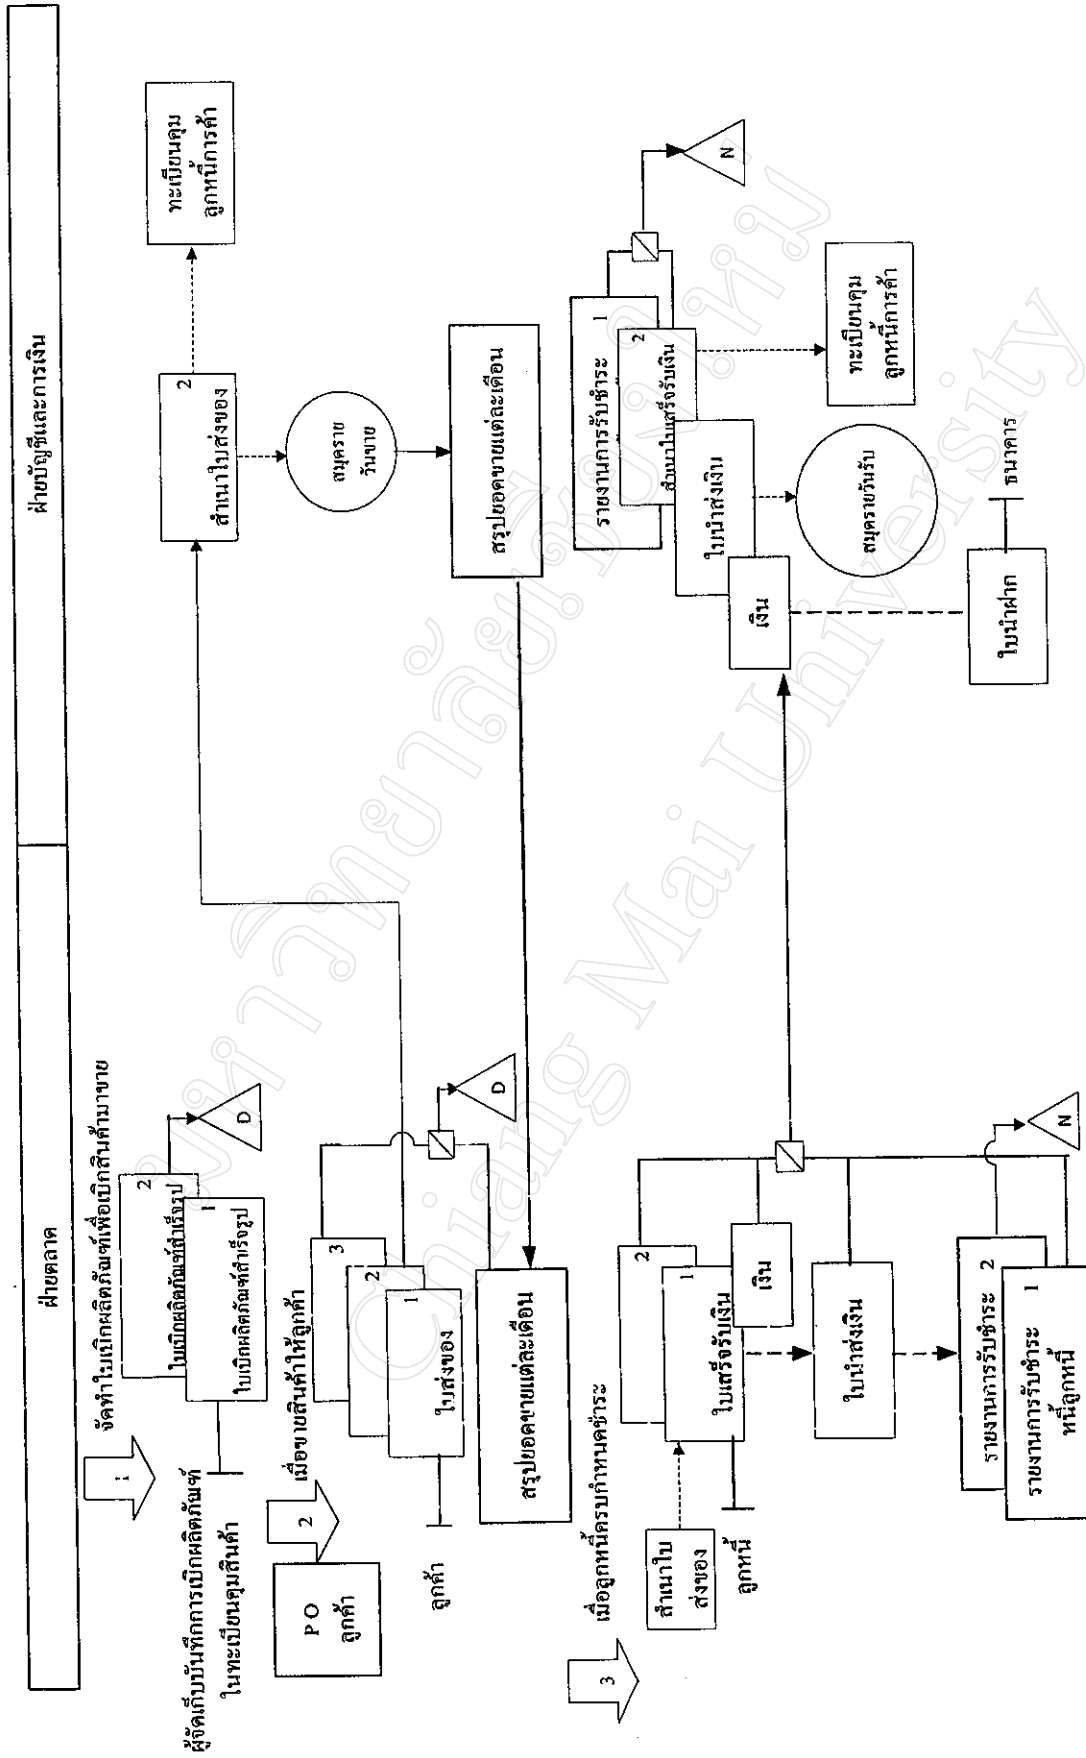 ฝ่ายตลาด
ฝ่ายบัญชีและการเงิน
1
จัดทำใบเบิกผลิตภัณฑ์เพื่อเบิกสินค้ามาขาย
2
ใบเบิกผลิตภัณฑ์สำเร็จรูป
1
ใบเบิกผลิตภัณฑ์สำเร็จรูป
D
ผู้จัดเก็บบันทึกการเบิกผลิตภัณฑ์
ในทะเบียนคุมสินค้า
2
สำเนาใบส่งของ
ทะเบียนคุม
ลูกหนี้การค้า
2
เมื่อขายสินค้าให้ลูกค้า
P O
ลูกค้า
3
2
1
ใบส่งของ
ลูกค้า
D
สมุดราย
วันขาย
สรุปยอดขายแต่ละเดือน
สรุปยอดขายแต่ละเดือน
3
เมื่อลูกหนี้ครบกำหนดชำระ
สำเนาใบ
ส่งของ
2
1
ใบเสร็จรับเงิน
เงิน
ลูกหนี้
ใบนำส่งเงิน
2
รายงานการรับชำระ
1
รายงานการรับชำระ
หนี้ลูกหนี้
N
1
รายงานการรับชำระ
2
สำเนาใบเสร็จรับเงิน
ใบนำส่งเงิน
เงิน
N
ทะเบียนคุม
ลูกหนี้การค้า
สมุดรายวันรับ
ใบนำฝาก
ธนาคาร
มหาวิทยาลัยเชียงใหม่
Chiang Mai University